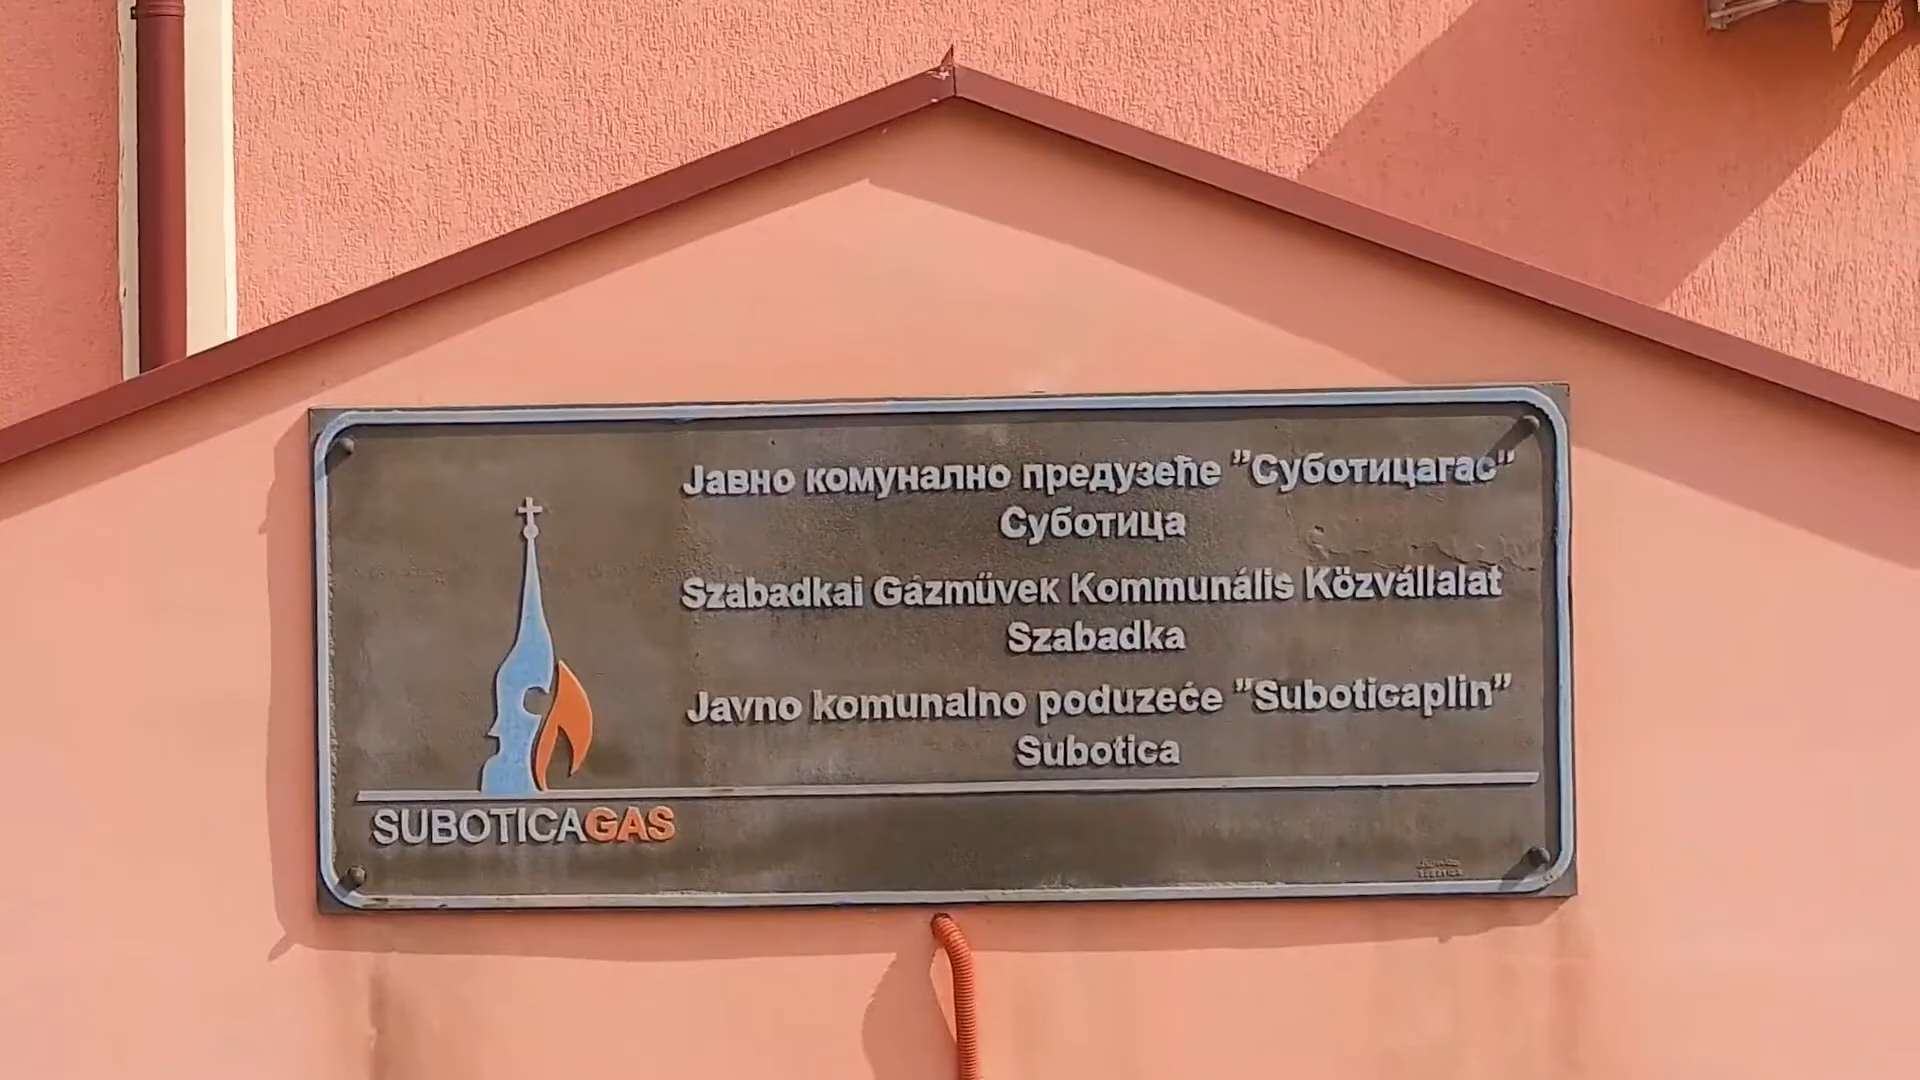 Јавно комунално предузеће "Суботицагас"
Суботица
Szabadkai Gázművek Kommunális Közvállalat
Szabadka
Javno komunalno poduzeće "Suboticaplin"
Subotica
SUBOTICAGAS